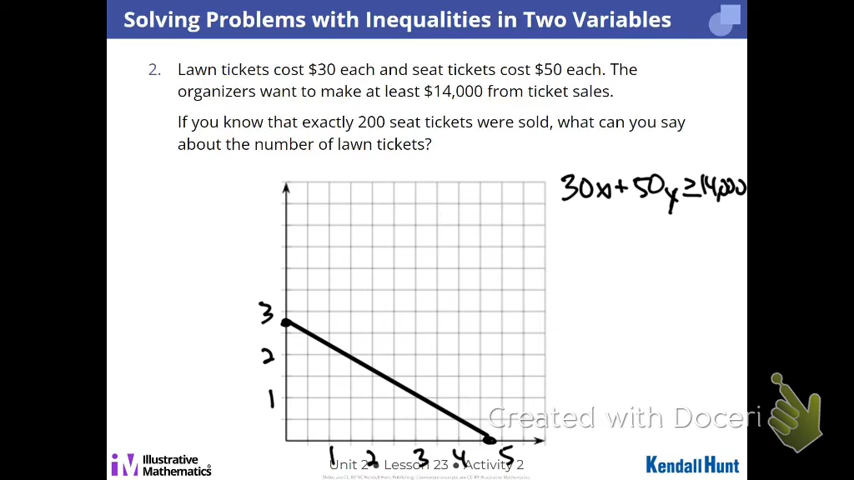 Solving Problems with Inequalities in Two Variables
2. Lawn tickets cost $30 each and seat tickets cost $50 each. The
organizers want to make at least $14,000 from ticket sales.
If you know that exactly 200 seat tickets were sold, what can you say
about the number of lawn tickets?
30x+50y≥14,000
3
2
1
Created with Doceri
1 2 3 4 5
Illustrative
Mathematics®
Unit 2 • Lesson 23 • Activity 2
Kendall Hunt